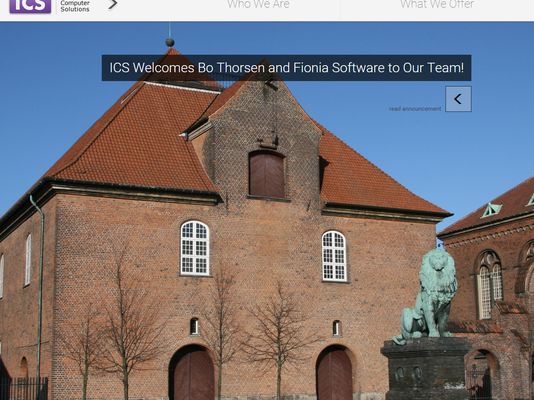 ICS
Computer
Solutions
Who We Are
What We Offer
ICS Welcomes Bo Thorsen and Fionia Software to Our Team!
read announcement